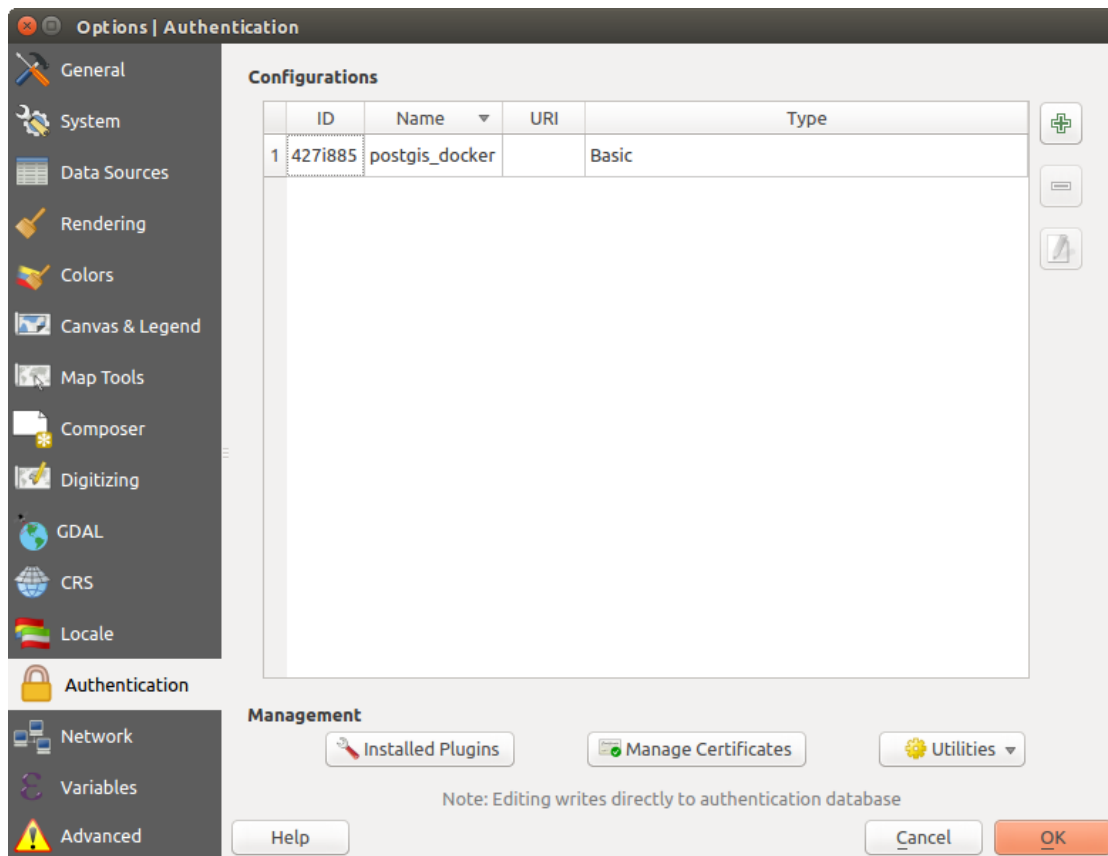 Options | Authentication
General
System
Data Sources
Rendering
Colors
Canvas & Legend
Map Tools
Composer
Digitizing
GDAL
CRS
Locale
Authentication
Network
Variables
Advanced
Configurations
ID Name URI Type
1 427i885 postgis_docker Basic
Management
Installed Plugins Manage Certificates Utilities
Note: Editing writes directly to authentication database
Help Cancel OK